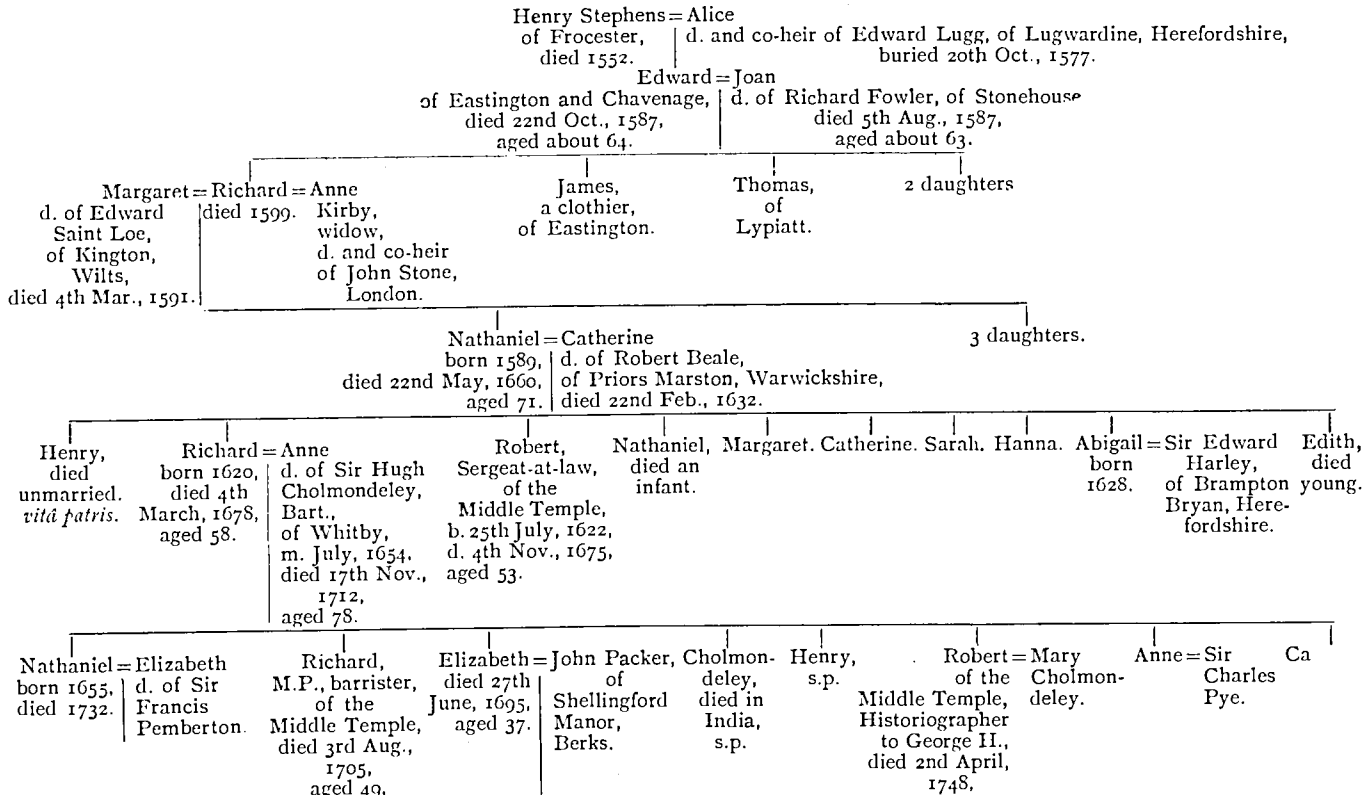 Henry Stephens = Alice
of Frocester, d. and co-heir of Edward Lugg, of Lugwardine, Herefordshire,
died 1552. buried 20th Oct., 1577.
Edward = Joan
of Eastington and Chavenage, d. of Richard Fowler, of Stonehouse
died 22nd Oct., 1587, died 5th Aug., 1587,
aged about 64. aged about 63.
Margaret = Richard = Anne
d. of Edward
Saint Loe,
of Kington,
Wilts,
died 4th Mar., 1591.
died 1599.
Kirby,
widow,
d. and co-heir
of John Stone,
London.
James,
a clothier,
of Eastington.
Thomas,
of
Lypiatt.
2 daughters
Nathaniel = Catherine
born 1589,
died 22nd May, 1660,
aged 71.
d. of Robert Beale,
of Priors Marston, Warwickshire,
died 22nd Feb., 1632.
3 daughters.
Henry,
died
unmarried.
vitâ patris.
Richard = Anne
born 1620,
died 4th
March, 1678,
aged 58.
d. of Sir Hugh
Cholmondeley,
Bart.,
of Whitby,
m. July, 1654,
died 17th Nov.,
1712,
aged 78.
Robert,
Sergeat-at-law,
of the
Middle Temple,
b. 25th July, 1622,
d. 4th Nov., 1675,
aged 53.
Nathaniel,
died an
infant.
Margaret.
Catherine.
Sarah.
Hanna.
Abigail = Sir Edward
born
1628.
Harley,
of Brampton
Bryan, Here-
fordshire.
Edith,
died
young.
Nathaniel = Elizabeth
born 1655,
died 1732.
d. of Sir
Francis
Pemberton.
Richard,
M.P., barrister,
of the
Middle Temple,
died 3rd Aug.,
1705,
aged 49,
Elizabeth = John Packer,
died 27th
June, 1695,
aged 37.
of
Shellingford
Manor,
Berks.
Cholmon-
deley,
died in
India,
s.p.
Henry,
s.p.
Robert = Mary
of the
Middle Temple,
Historiographer
to George II.,
died 2nd April,
1748,
Cholmon-
deley.
Anne = Sir
Charles
Pye.
Ca